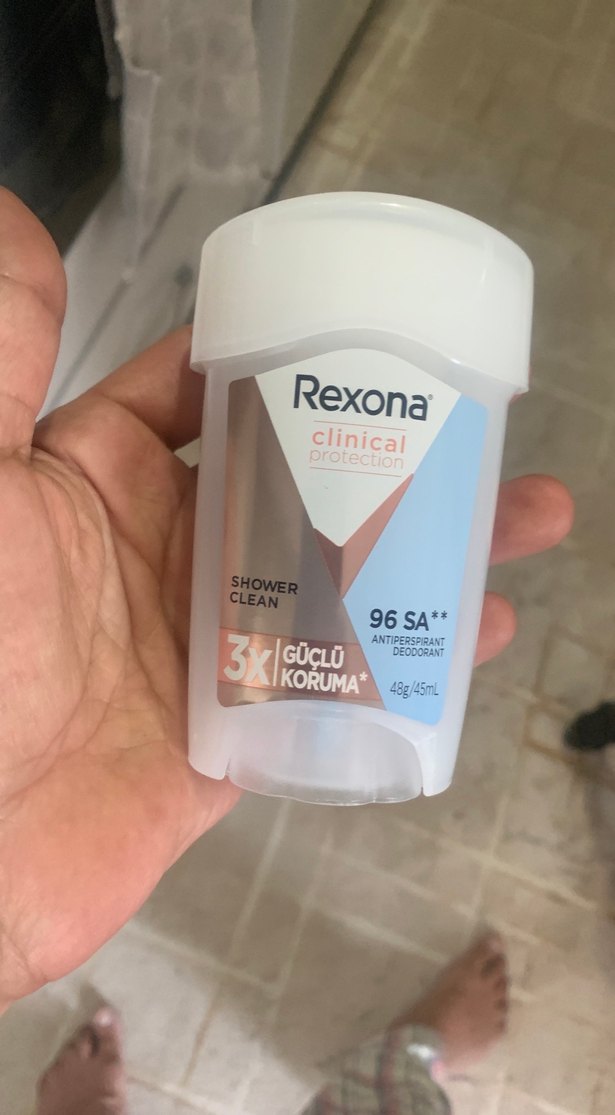 Rexona®
clinical
protection
SHOWER
CLEAN
96 SA**
ANTIPERSPIRANT
DEODORANT
3x GÜÇLÜ
KORUMA*
48g/45mL